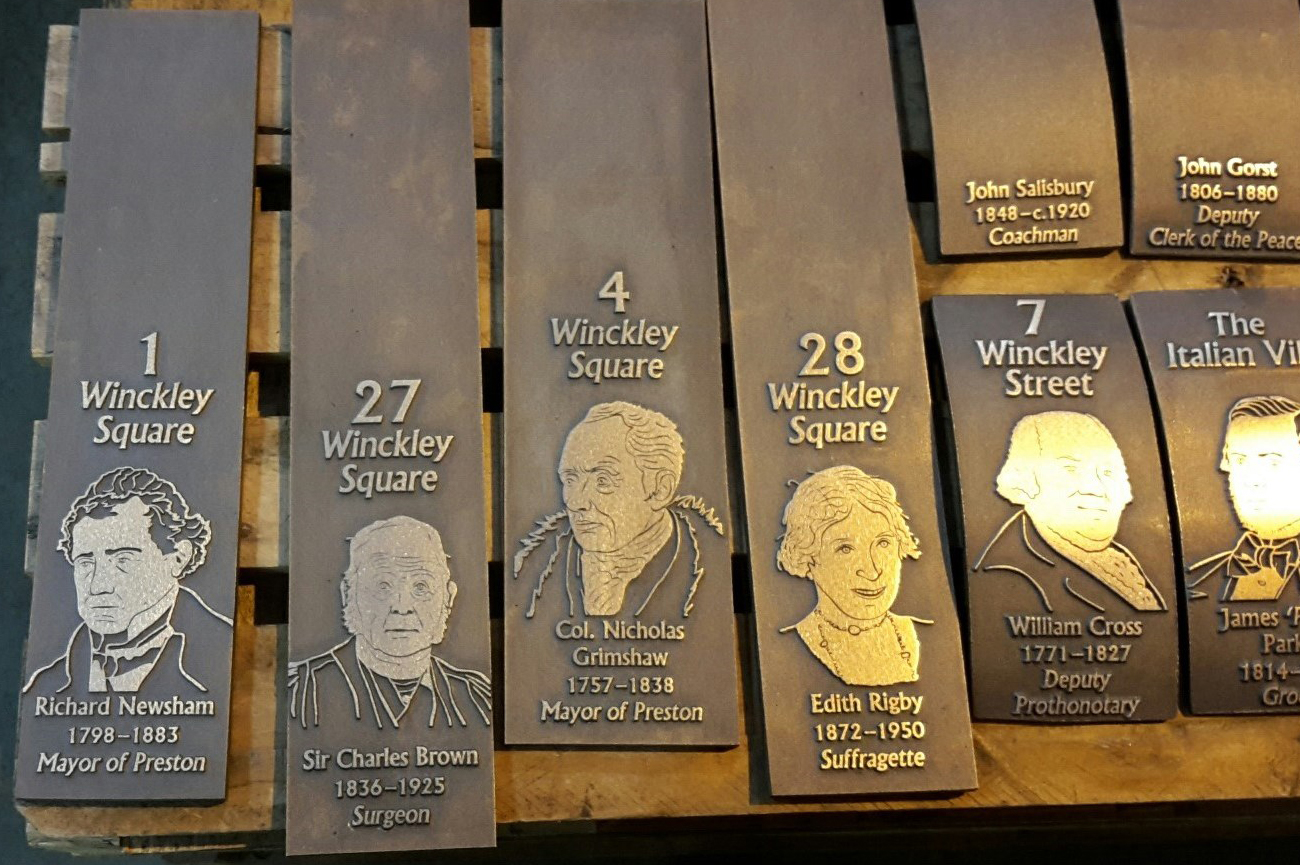 1
Winckley
Square
Richard Newsham
1798–1883
Mayor of Preston
27
Winckley
Square
Sir Charles Brown
1836–1925
Surgeon
4
Winckley
Square
Col. Nicholas
Grimshaw
1757–1838
Mayor of Preston
28
Winckley
Square
Edith Rigby
1872–1950
Suffragette
John Salisbury
1848–c.1920
Coachman
John Gorst
1806–1880
Deputy
Clerk of the Peace
7
Winckley
Street
William Cross
1771–1827
Deputy
Prothonotary
The
Italian
James
1814–